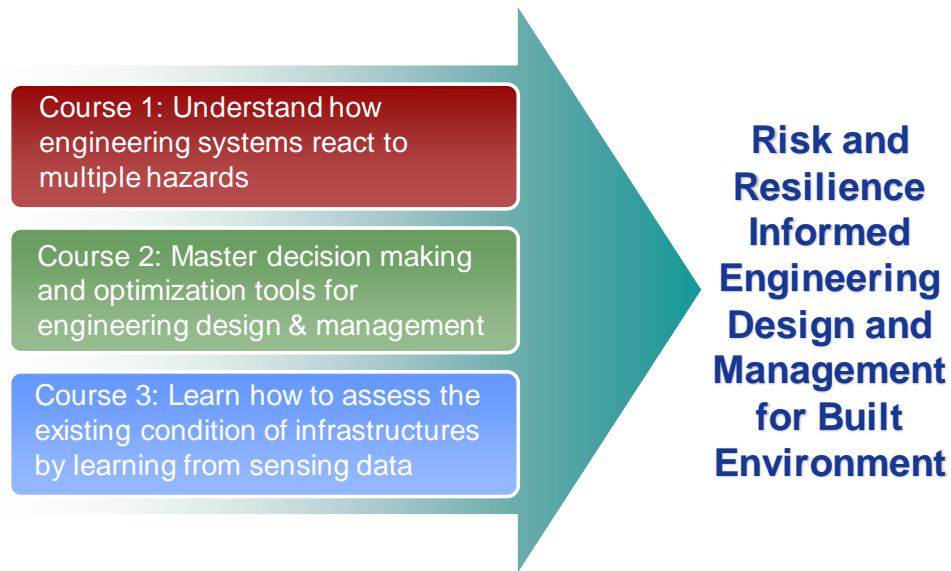 Course 1: Understand how
engineering systems react to
multiple hazards
Course 2: Master decision making
and optimization tools for
engineering design & management
Course 3: Learn how to assess the
existing condition of infrastructures
by learning from sensing data
Risk and
Resilience
Informed
Engineering
Design and
Management
for Built
Environment